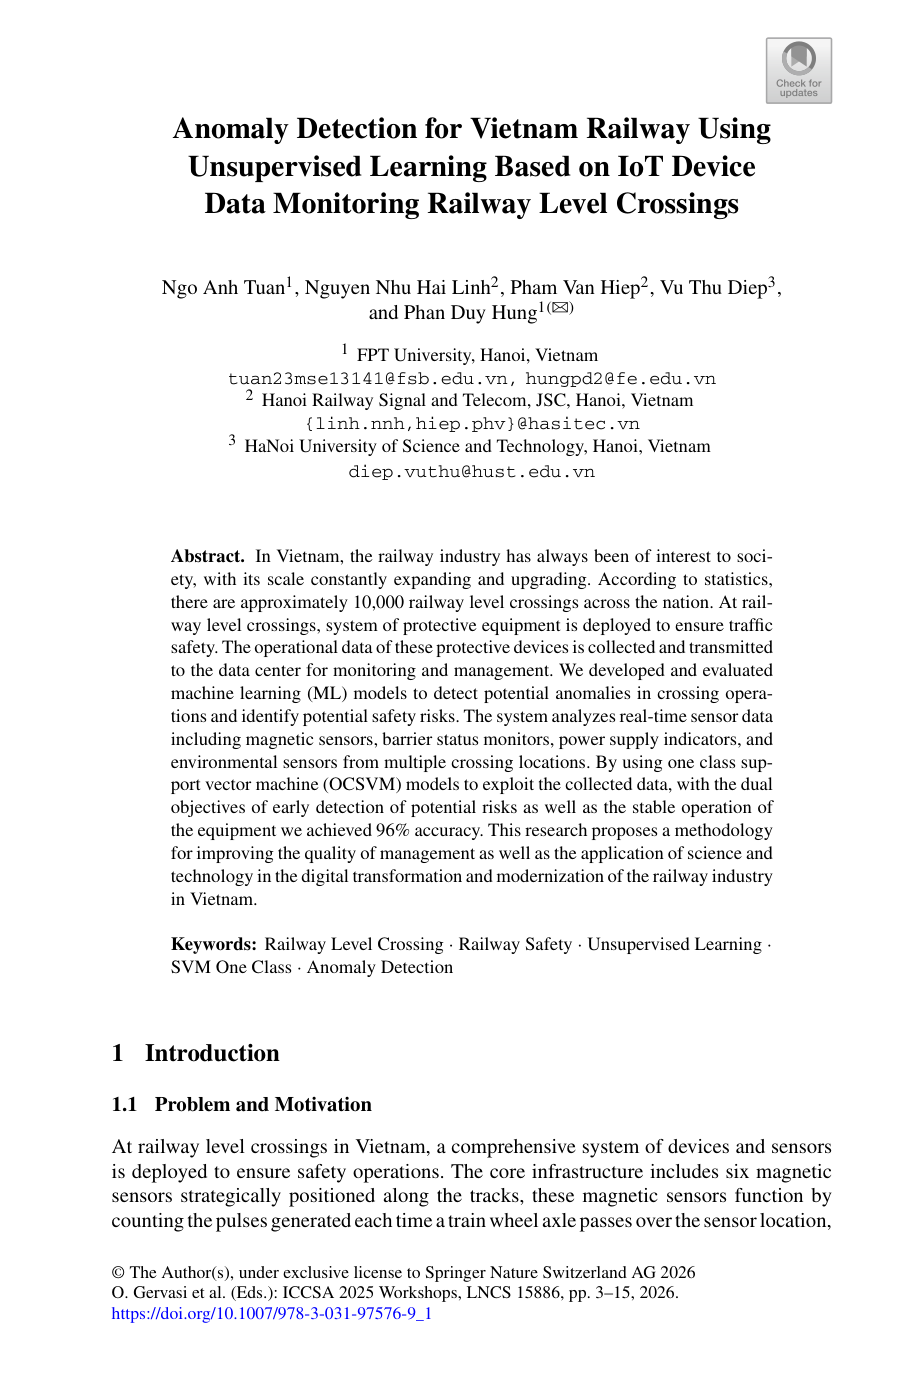 Check for
updates
Anomaly Detection for Vietnam Railway Using
Unsupervised Learning Based on IoT Device
Data Monitoring Railway Level Crossings
Ngo Anh Tuan1, Nguyen Nhu Hai Linh2, Pham Van Hiep2, Vu Thu Diep3,
and Phan Duy Hung1(✉)
1 FPT University, Hanoi, Vietnam
tuan23mse13141@fsb.edu.vn, hungpd2@fe.edu.vn
2 Hanoi Railway Signal and Telecom, JSC, Hanoi, Vietnam
{linh.nnh,hiep.phv}@hasitec.vn
3 HaNoi University of Science and Technology, Hanoi, Vietnam
diep.vuthu@hust.edu.vn
Abstract. In Vietnam, the railway industry has always been of interest to soci-
ety, with its scale constantly expanding and upgrading. According to statistics,
there are approximately 10,000 railway level crossings across the nation. At rail-
way level crossings, system of protective equipment is deployed to ensure traffic
safety. The operational data of these protective devices is collected and transmitted
to the data center for monitoring and management. We developed and evaluated
machine learning (ML) models to detect potential anomalies in crossing opera-
tions and identify potential safety risks. The system analyzes real-time sensor data
including magnetic sensors, barrier status monitors, power supply indicators, and
environmental sensors from multiple crossing locations. By using one class sup-
port vector machine (OCSVM) models to exploit the collected data, with the dual
objectives of early detection of potential risks as well as the stable operation of
the equipment we achieved 96% accuracy. This research proposes a methodology
for improving the quality of management as well as the application of science and
technology in the digital transformation and modernization of the railway industry
in Vietnam.
Keywords: Railway Level Crossing · Railway Safety · Unsupervised Learning ·
SVM One Class · Anomaly Detection
1 Introduction
1.1 Problem and Motivation
At railway level crossings in Vietnam, a comprehensive system of devices and sensors
is deployed to ensure safety operations. The core infrastructure includes six magnetic
sensors strategically positioned along the tracks, these magnetic sensors function by
counting the pulses generated each time a train wheel axle passes over the sensor location,
© The Author(s), under exclusive license to Springer Nature Switzerland AG 2026
O. Gervasi et al. (Eds.): ICCSA 2025 Workshops, LNCS 15886, pp. 3–15, 2026.
https://doi.org/10.1007/978-3-031-97576-9_1